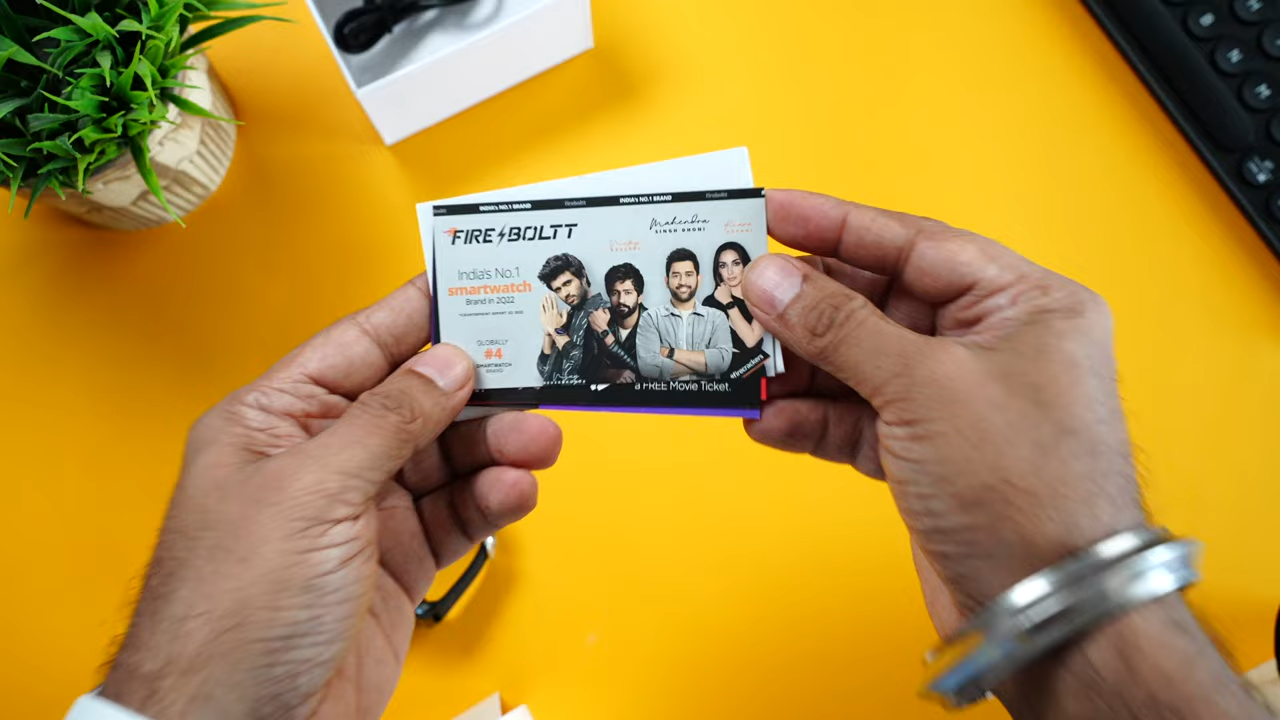 INDIA's NO.1 BRAND fireboltt INDIA's NO.1 BRAND fireboltt
FIRE BOLTT
Mahendra
SINGH DHONI
India's No.1
smartwatch
Brand in 2Q22
GLOBALLY
#4
SMARTWATCH
BRAND
#firecrackers
a FREE Movie Ticket.
B
N
M
H
M